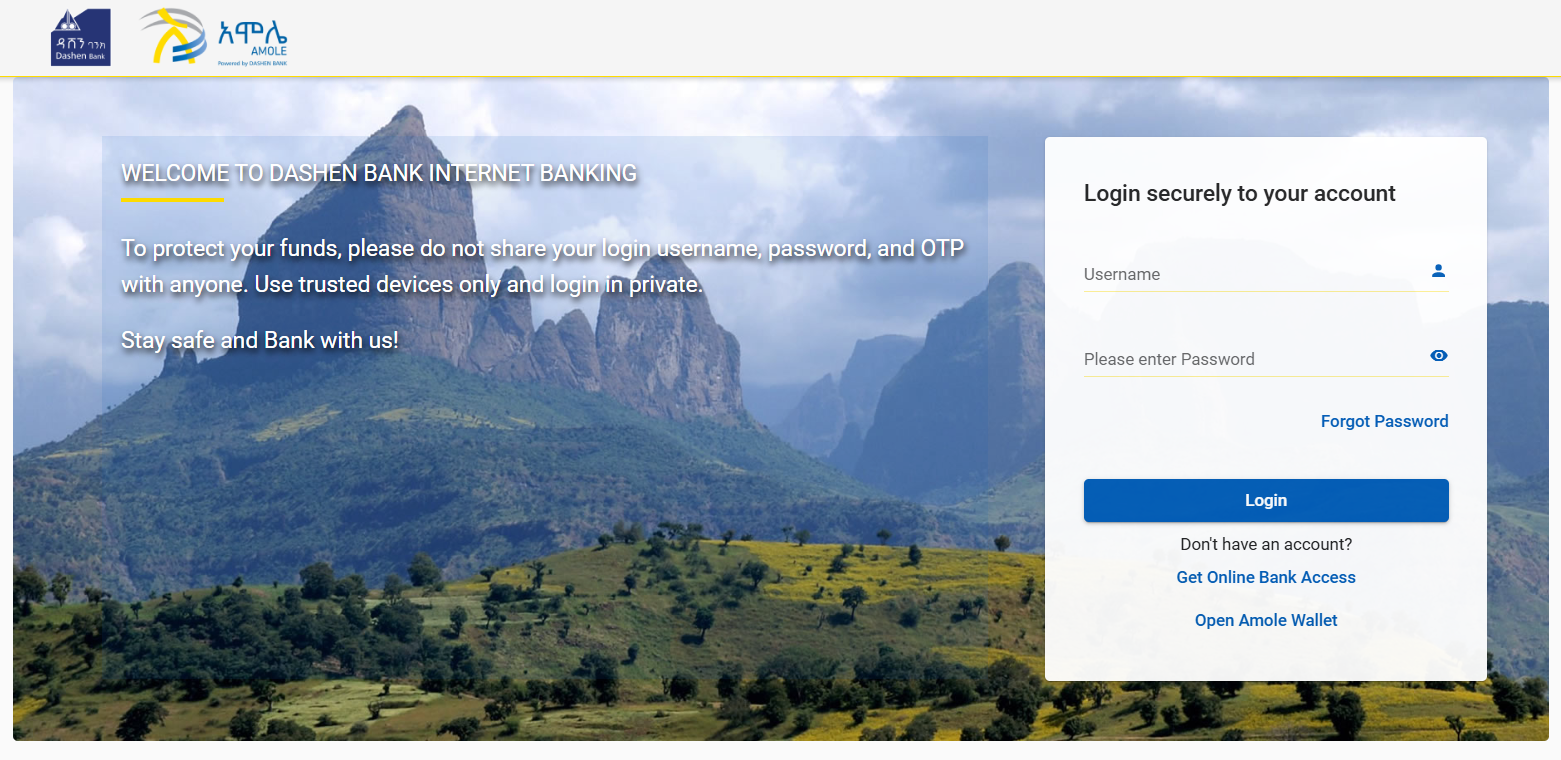 ዳሸን ባንክ
Dashen Bank
አሞሌ
AMOLE
Powered by DASHEN BANK
WELCOME TO DASHEN BANK INTERNET BANKING
To protect your funds, please do not share your login username, password, and OTP
with anyone. Use trusted devices only and login in private.
Stay safe and Bank with us!
Login securely to your account
Username
Please enter Password
Forgot Password
Login
Don't have an account?
Get Online Bank Access
Open Amole Wallet